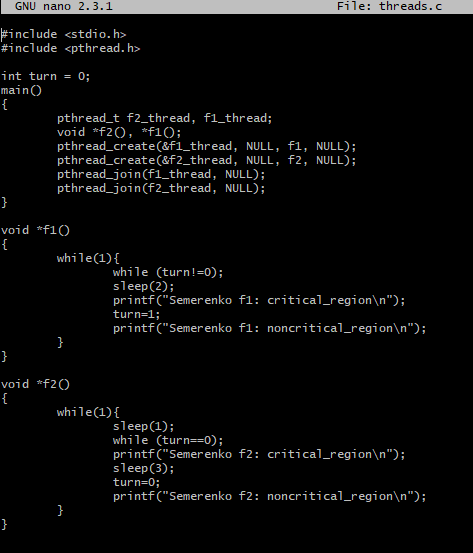 GNU nano 2.3.1 File: threads.c
#include <stdio.h>
#include <pthread.h>
int turn = 0;
main()
{
pthread_t f2_thread, f1_thread;
void *f2(), *f1();
pthread_create(&f1_thread, NULL, f1, NULL);
pthread_create(&f2_thread, NULL, f2, NULL);
pthread_join(f1_thread, NULL);
pthread_join(f2_thread, NULL);
}
void *f1()
{
while(1){
while (turn!=0);
sleep(2);
printf("Semerenko f1: critical_region\n");
turn=1;
printf("Semerenko f1: noncritical_region\n");
}
}
void *f2()
{
while(1){
sleep(1);
while (turn==0);
printf("Semerenko f2: critical_region\n");
sleep(3);
turn=0;
printf("Semerenko f2: noncritical_region\n");
}
}